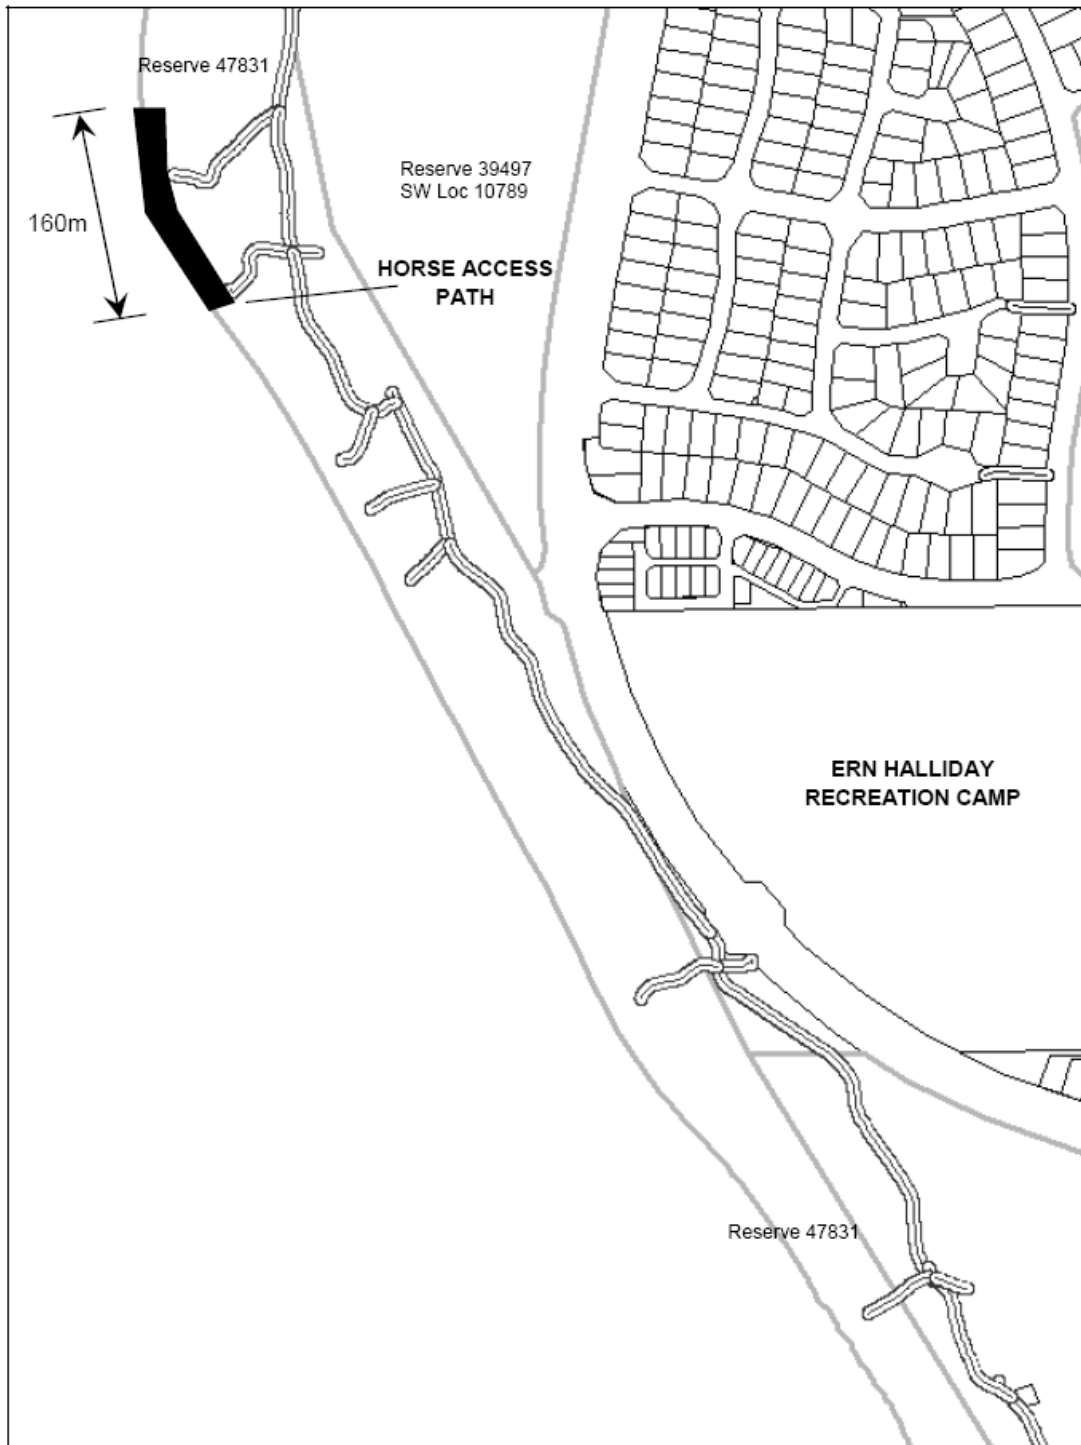 Reserve 47831
Reserve 39497
SW Loc 10789
160m
HORSE ACCESS
PATH
ERN HALLIDAY
RECREATION CAMP
Reserve 47831